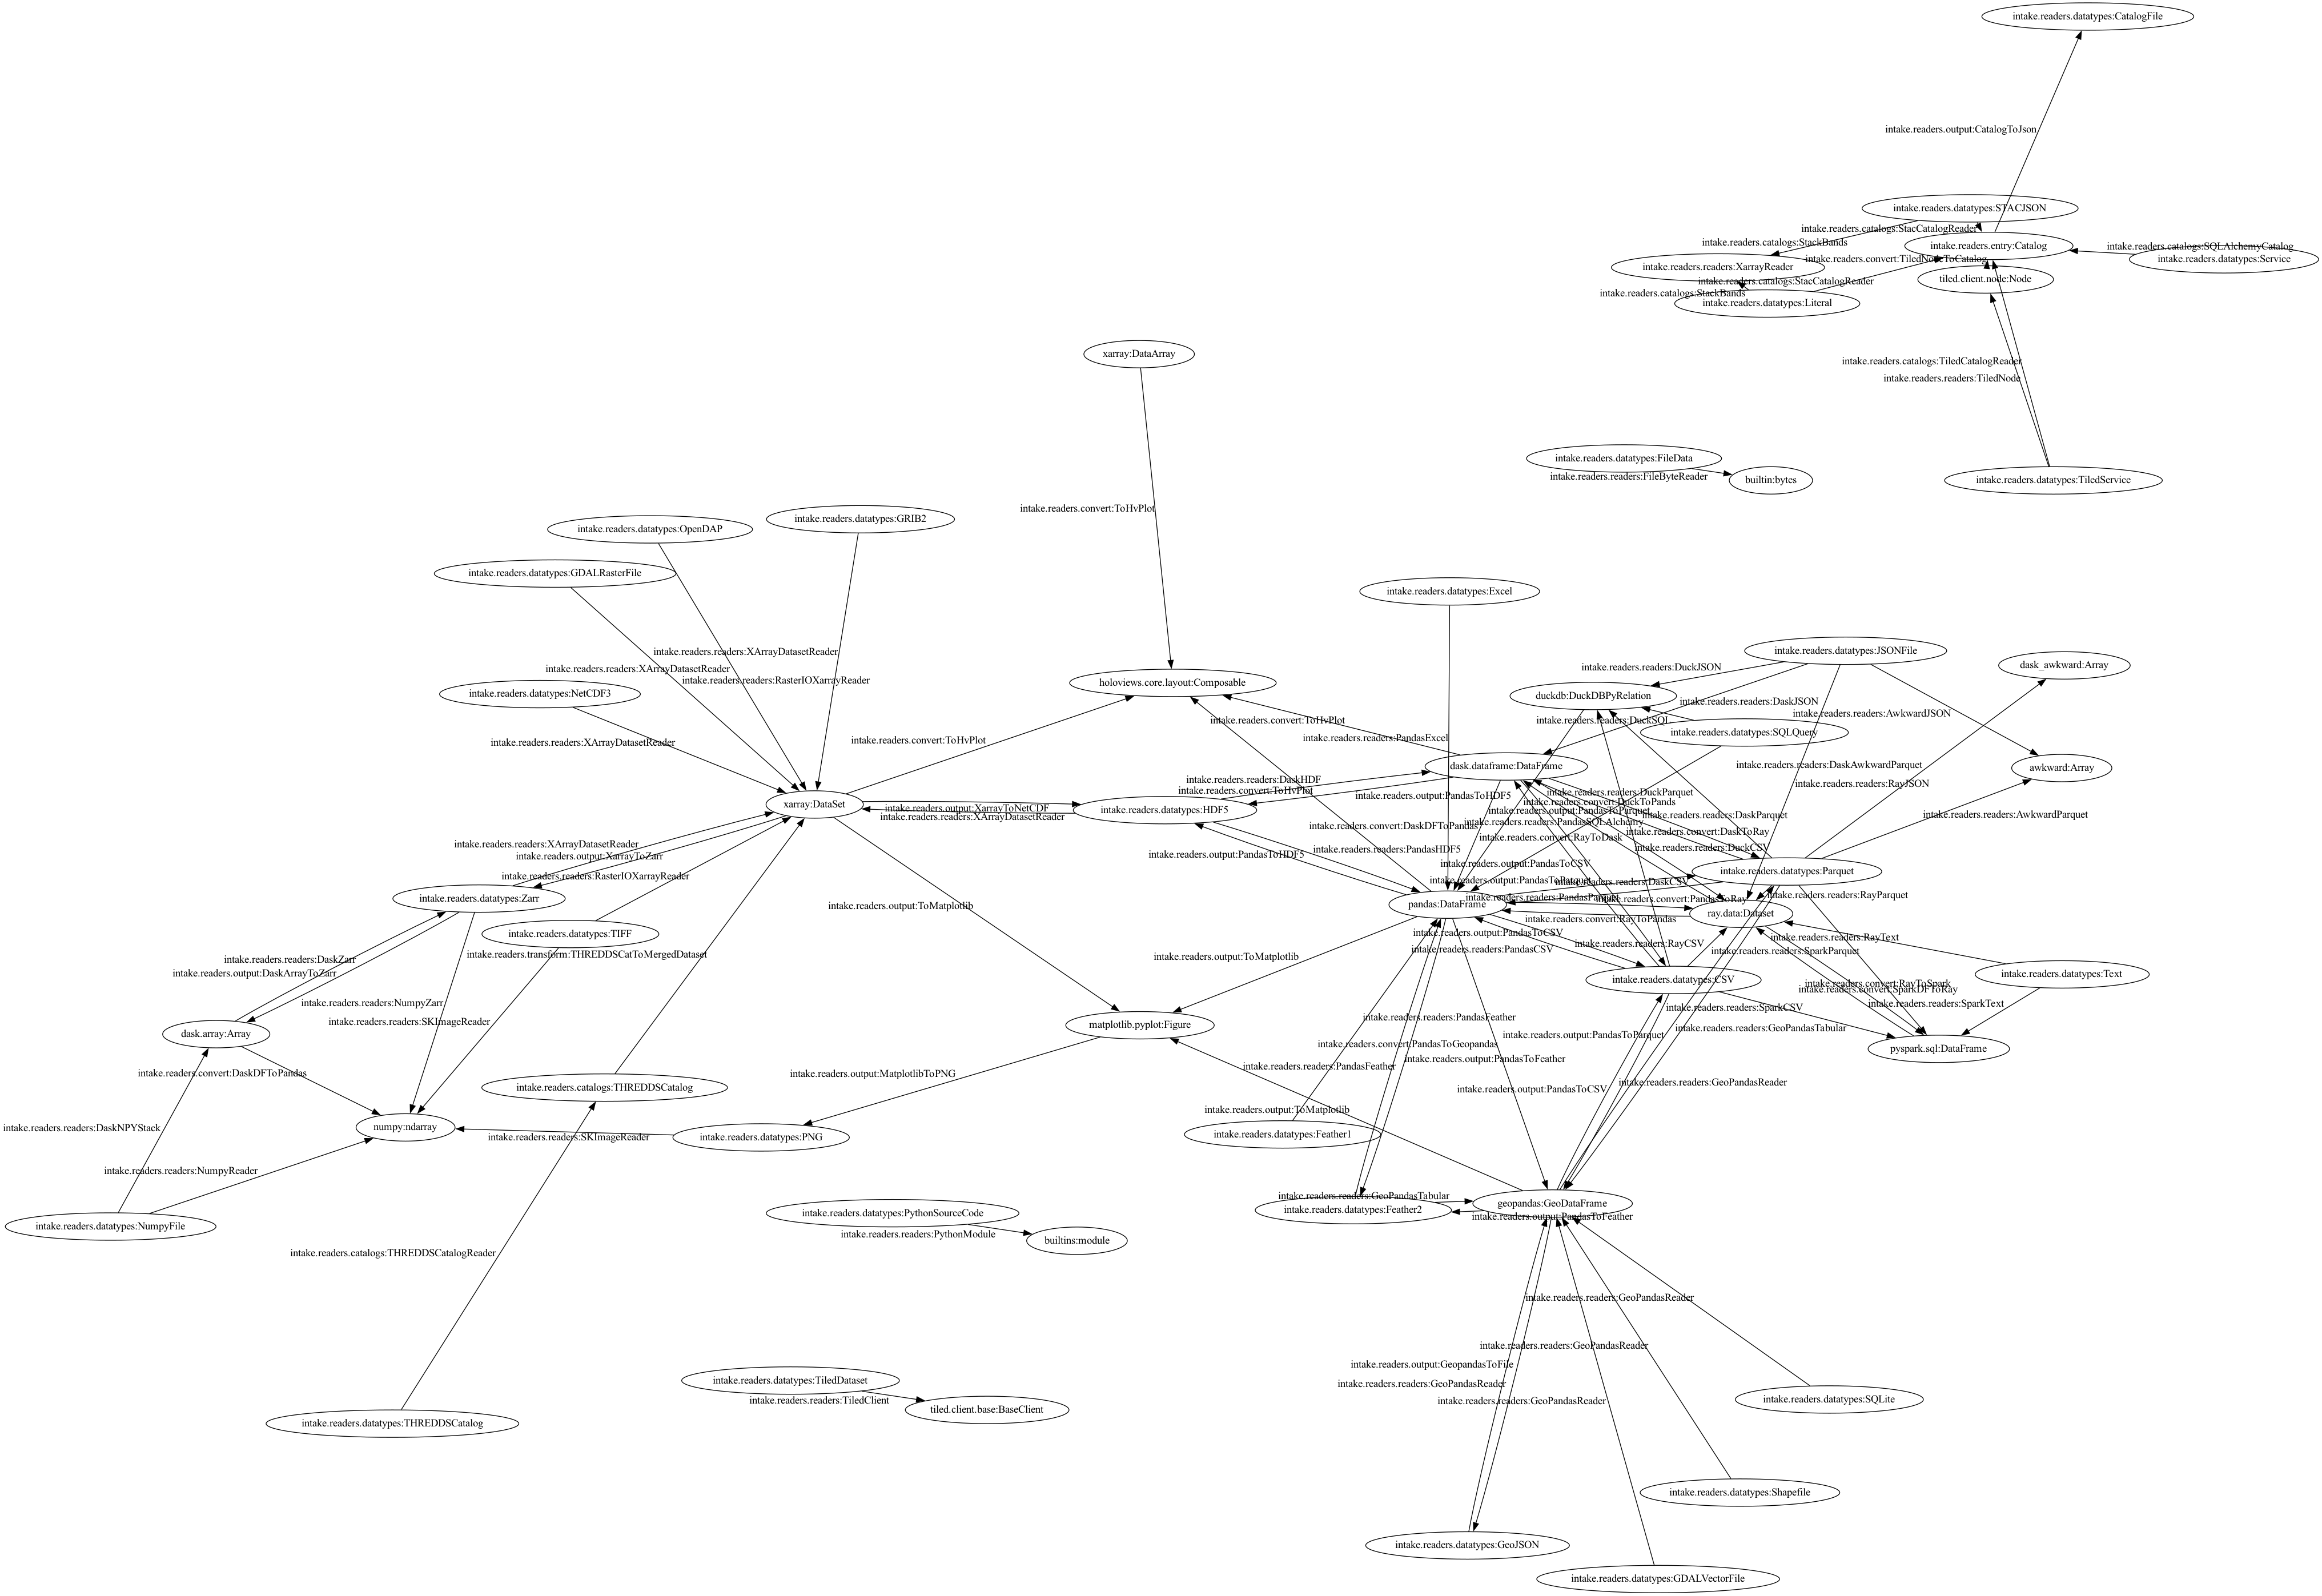 intake.readers.datatypes:CatalogFile
intake.readers.output:CatalogToJson
intake.readers.datatypes:STACJSON
intake.readers.catalogs:StacCatalogReader
intake.readers.catalogs:StackBands
intake.readers.entry:Catalog
intake.readers.catalogs:SQLAlchemyCatalog
intake.readers.convert:TiledNodeToCatalog
intake.readers.datatypes:Service
intake.readers.readers:XarrayReader
tiled.client.node:Node
intake.readers.catalogs:StacCatalogReader
intake.readers.catalogs:StackBands
intake.readers.datatypes:Literal
xarray:DataArray
intake.readers.catalogs:TiledCatalogReader
intake.readers.readers:TiledNode
intake.readers.datatypes:FileData
intake.readers.readers:FileByteReader
builtin:bytes
intake.readers.datatypes:TiledService
intake.readers.convert:ToHvPlot
intake.readers.datatypes:GRIB2
intake.readers.datatypes:OpenDAP
intake.readers.datatypes:GDALRasterFile
intake.readers.datatypes:Excel
intake.readers.readers:XArrayDatasetReader
intake.readers.datatypes:JSONFile
intake.readers.readers:XArrayDatasetReader
intake.readers.readers:DuckJSON
dask_awkward:Array
intake.readers.readers:RasterIOXarrayReader
holoviews.core.layout:Composable
intake.readers.datatypes:NetCDF3
duckdb:DuckDBPyRelation
intake.readers.readers:DaskJSON
intake.readers.readers:AwkwardJSON
intake.readers.convert:ToHvPlot
intake.readers.readers:DuckSQL
intake.readers.datatypes:SQLQuery
intake.readers.readers:XArrayDatasetReader
intake.readers.convert:ToHvPlot
intake.readers.readers:PandasExcel
intake.readers.readers:DaskAwkwardParquet
dask.dataframe:DataFrame
awkward:Array
intake.readers.readers:DaskHDF
intake.readers.readers:RayJSON
intake.readers.convert:ToHvPlot
intake.readers.output:PandasToHDF5
intake.readers.readers:DuckParquet
xarray:DataSet
intake.readers.convert:DuckToPands
intake.readers.output:XarrayToNetCDF
intake.readers.datatypes:HDF5
intake.readers.output:PandasToParquet
intake.readers.readers:DaskParquet
intake.readers.readers:AwkwardParquet
intake.readers.readers:XArrayDatasetReader
intake.readers.readers:PandasSQLAlchemy
intake.readers.convert:DaskDFToPandas
intake.readers.convert:DaskToRay
intake.readers.convert:RayToDask
intake.readers.readers:XArrayDatasetReader
intake.readers.readers:DuckCSV
intake.readers.readers:PandasHDF5
intake.readers.output:PandasToHDF5
intake.readers.output:XarrayToZarr
intake.readers.output:PandasToCSV
intake.readers.datatypes:Parquet
intake.readers.readers:RasterIOXarrayReader
intake.readers.output:PandasToParquet
intake.readers.readers:DaskCSV
intake.readers.readers:RayParquet
intake.readers.datatypes:Zarr
intake.readers.readers:PandasParquet
intake.readers.convert:PandasToRay
pandas:DataFrame
intake.readers.output:ToMatplotlib
ray.data:Dataset
intake.readers.convert:RayToPandas
intake.readers.datatypes:TIFF
intake.readers.output:PandasToCSV
intake.readers.readers:RayText
intake.readers.readers:RayCSV
intake.readers.readers:PandasCSV
intake.readers.readers:SparkParquet
intake.readers.transform:THREDDSCatToMergedDataset
intake.readers.output:ToMatplotlib
intake.readers.readers:DaskZarr
intake.readers.output:DaskArrayToZarr
intake.readers.datatypes:CSV
intake.readers.datatypes:Text
intake.readers.convert:RayToSpark
intake.readers.convert:SparkDFToRay
intake.readers.readers:NumpyZarr
intake.readers.readers:SparkText
intake.readers.readers:SparkCSV
intake.readers.readers:SKImageReader
intake.readers.readers:PandasFeather
matplotlib.pyplot:Figure
intake.readers.readers:GeoPandasTabular
dask.array:Array
intake.readers.output:PandasToParquet
intake.readers.convert:PandasToGeopandas
pyspark.sql:DataFrame
intake.readers.output:PandasToFeather
intake.readers.readers:PandasFeather
intake.readers.convert:DaskDFToPandas
intake.readers.output:MatplotlibToPNG
intake.readers.readers:GeoPandasReader
intake.readers.catalogs:THREDDSCatalog
intake.readers.output:PandasToCSV
intake.readers.output:ToMatplotlib
intake.readers.readers:DaskNPYStack
numpy:ndarray
intake.readers.readers:SKImageReader
intake.readers.datatypes:PNG
intake.readers.datatypes:Feather1
intake.readers.readers:NumpyReader
intake.readers.readers:GeoPandasTabular
geopandas:GeoDataFrame
intake.readers.datatypes:Feather2
intake.readers.output:PandasToFeather
intake.readers.datatypes:PythonSourceCode
intake.readers.datatypes:NumpyFile
intake.readers.readers:PythonModule
builtins:module
intake.readers.catalogs:THREDDSCatalogReader
intake.readers.readers:GeoPandasReader
intake.readers.readers:GeoPandasReader
intake.readers.output:GeopandasToFile
intake.readers.datatypes:TiledDataset
intake.readers.readers:GeoPandasReader
intake.readers.readers:TiledClient
intake.readers.readers:GeoPandasReader
intake.readers.datatypes:SQLite
tiled.client.base:BaseClient
intake.readers.datatypes:THREDDSCatalog
intake.readers.datatypes:Shapefile
intake.readers.datatypes:GeoJSON
intake.readers.datatypes:GDALVectorFile